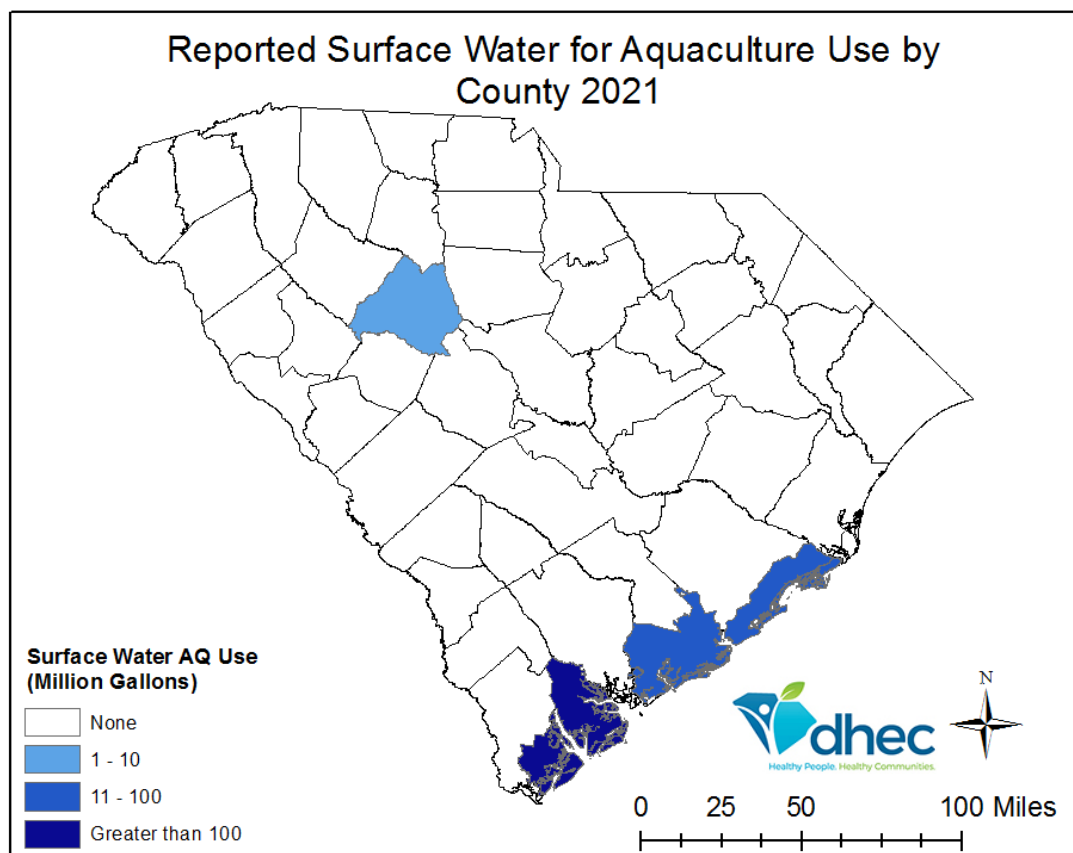 Reported Surface Water for Aquaculture Use by
County 2021
Surface Water AQ Use
(Million Gallons)
None
1 - 10
11 - 100
Greater than 100
N
dhec
Healthy People. Healthy Communities.
0 25 50 100 Miles